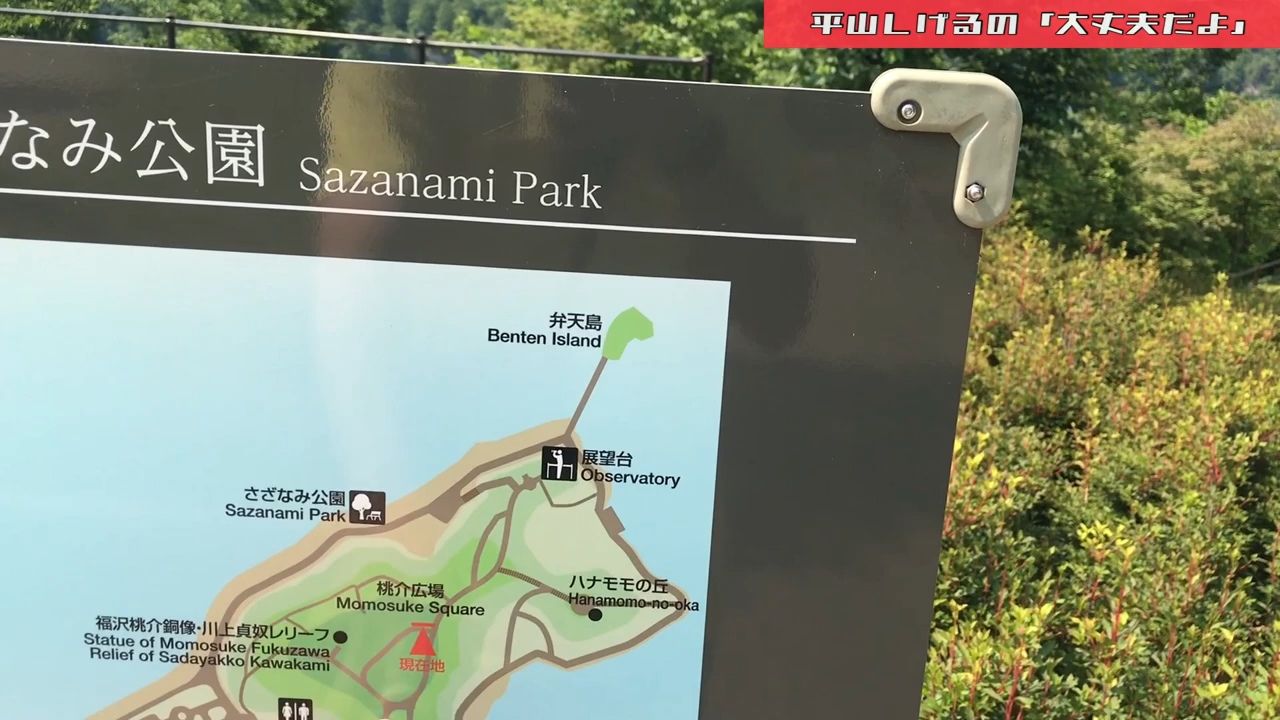 平山しげるの「大丈夫だよ」
なみ公園 Sazanami Park
弁天島
Benten Island
展望台
Observatory
さざなみ公園
Sazanami Park
桃介広場
Momosuke Square
ハナモモの丘
Hanamomo-no-oka
福沢桃介銅像・川上貞奴レリーフ
Statue of Momosuke Fukuzawa
Relief of Sadayakko Kawakami
現在地